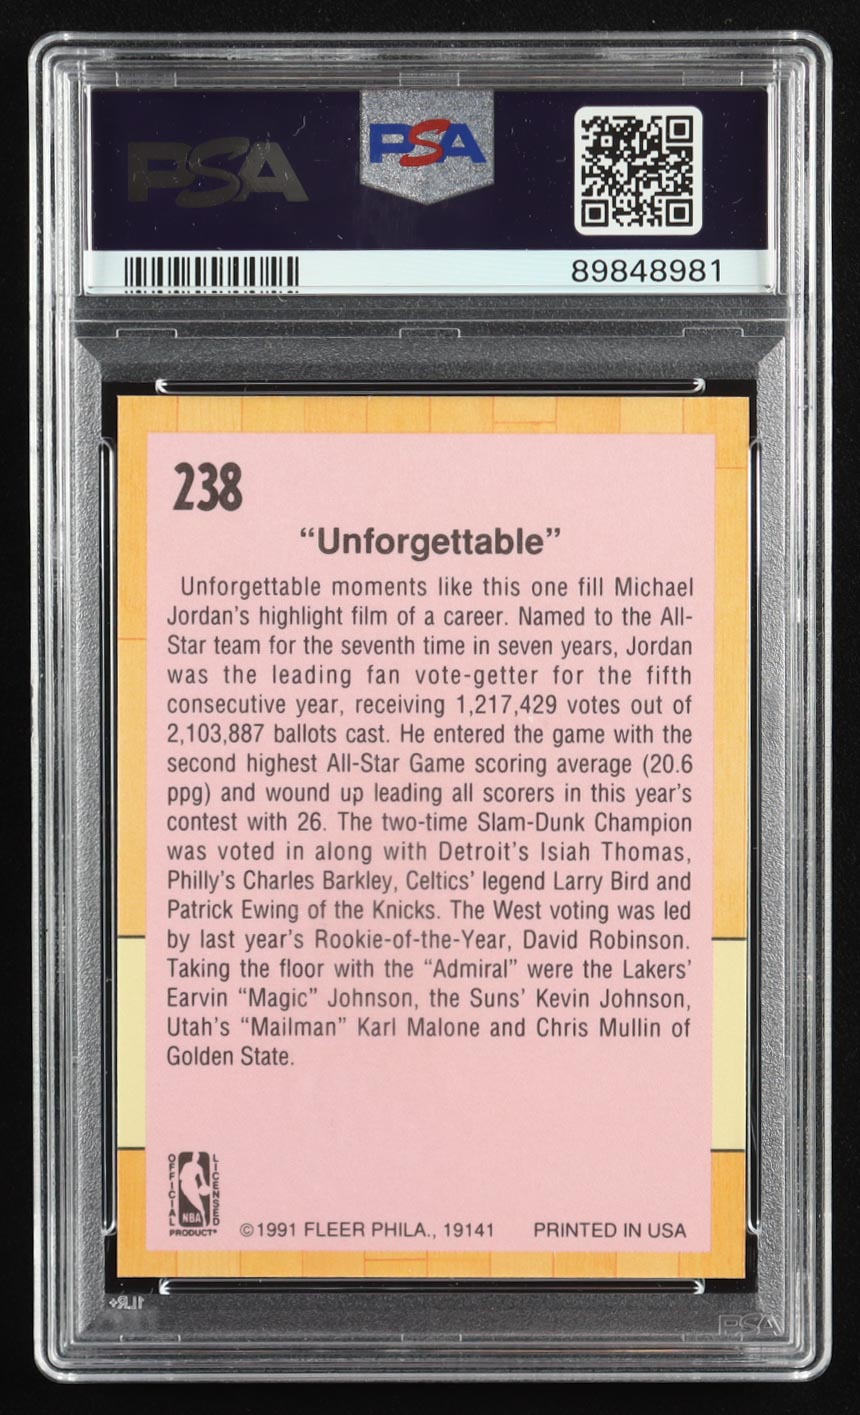 PSA
PSA
89848981
238
“Unforgettable”
Unforgettable moments like this one fill Michael
Jordan’s highlight film of a career. Named to the All-
Star team for the seventh time in seven years, Jordan
was the leading fan vote-getter for the fifth
consecutive year, receiving 1,217,429 votes out of
2,103,887 ballots cast. He entered the game with the
second highest All-Star Game scoring average (20.6
ppg) and wound up leading all scorers in this year’s
contest with 26. The two-time Slam-Dunk Champion
was voted in along with Detroit’s Isiah Thomas,
Philly’s Charles Barkley, Celtics’ legend Larry Bird and
Patrick Ewing of the Knicks. The West voting was led
by last year’s Rookie-of-the-Year, David Robinson.
Taking the floor with the “Admiral” were the Lakers’
Earvin “Magic” Johnson, the Suns’ Kevin Johnson,
Utah’s “Mailman” Karl Malone and Chris Mullin of
Golden State.
OFFICIAL
LICENSED
NBA
PRODUCT
©1991 FLEER PHILA., 19141
PRINTED IN USA
PSA